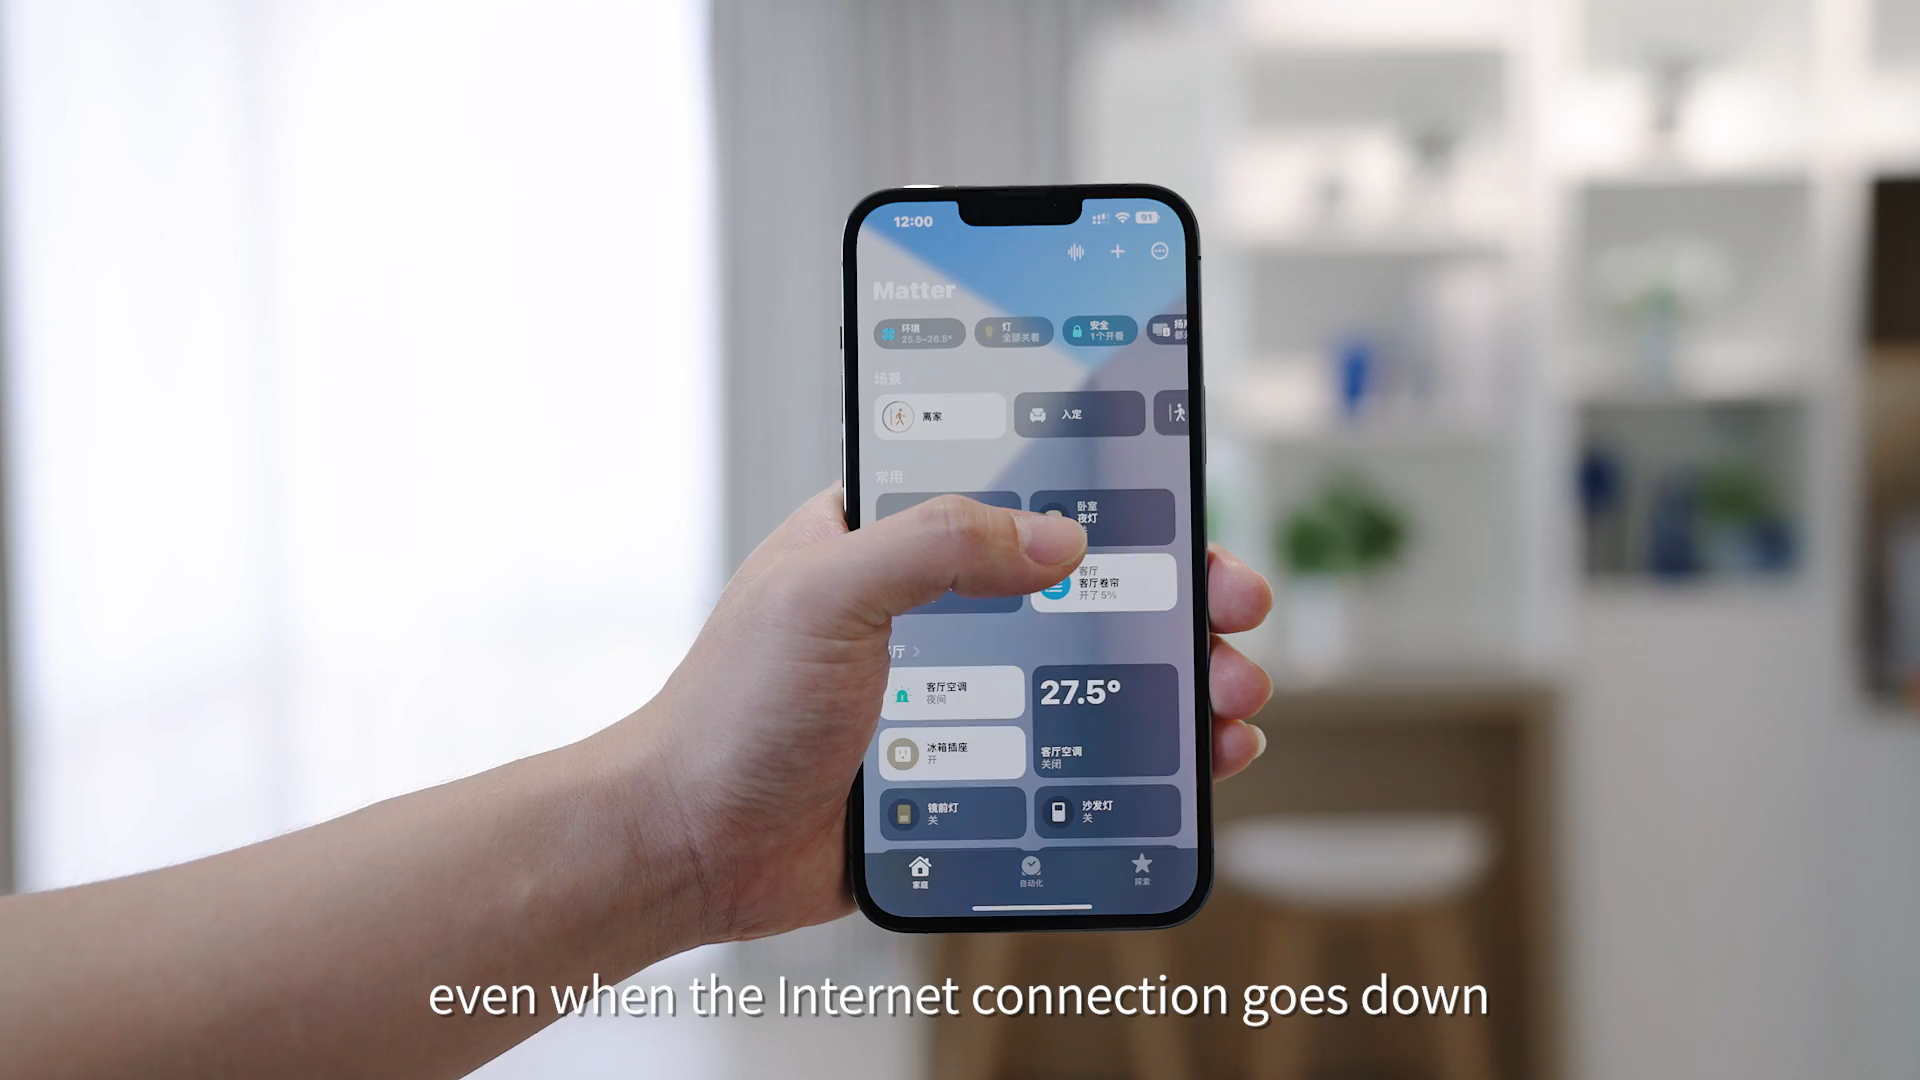 12:00
91
Matter
环境
25.5–28.5°
灯
全部关着
安全
1个开着
场景
离家
入定
常用
卧室
夜灯
客厅
客厅卷帘
开了 5%
厅
客厅空调
夜间
27.5°
客厅空调
关闭
冰箱插座
开
镜前灯
关
沙发灯
关
家庭
自动化
探索
even when the Internet connection goes down